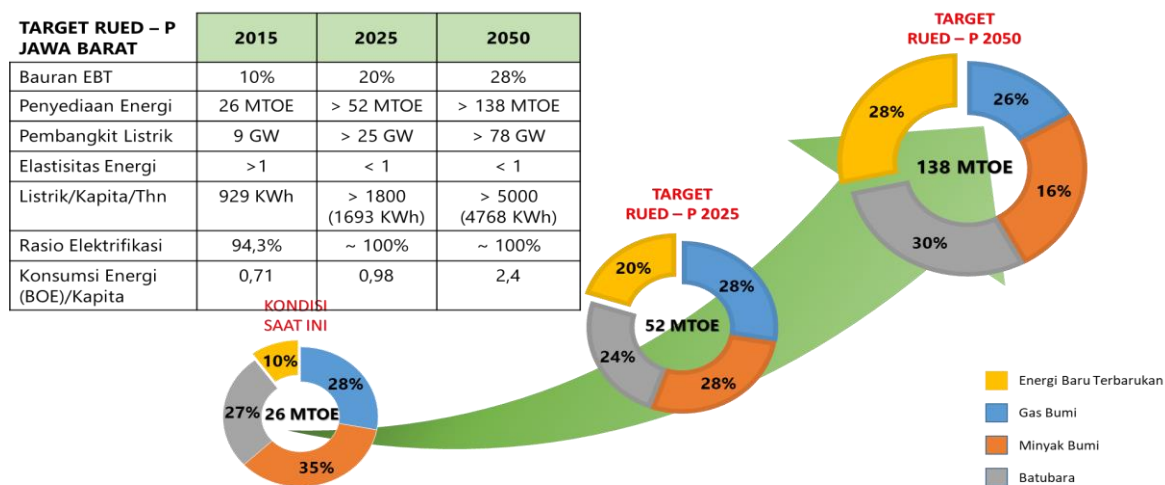 TARGET RUED – P
JAWA BARAT
2015
2025
2050
Bauran EBT
10%
20%
28%
Penyediaan Energi
26 MTOE
> 52 MTOE
> 138 MTOE
Pembangkit Listrik
9 GW
> 25 GW
> 78 GW
Elastisitas Energi
>1
< 1
< 1
Listrik/Kapita/Thn
929 KWh
> 1800
(1693 KWh)
> 5000
(4768 KWh)
Rasio Elektrifikasi
94,3%
~ 100%
~ 100%
Konsumsi Energi
(BOE)/Kapita
0,71
0,98
2,4
KONDISI
SAAT INI
10%
28%
27%
26 MTOE
35%
TARGET
RUED – P 2025
20%
28%
52 MTOE
24%
28%
TARGET
RUED – P 2050
28%
26%
138 MTOE
16%
30%
Energi Baru Terbarukan
Gas Bumi
Minyak Bumi
Batubara